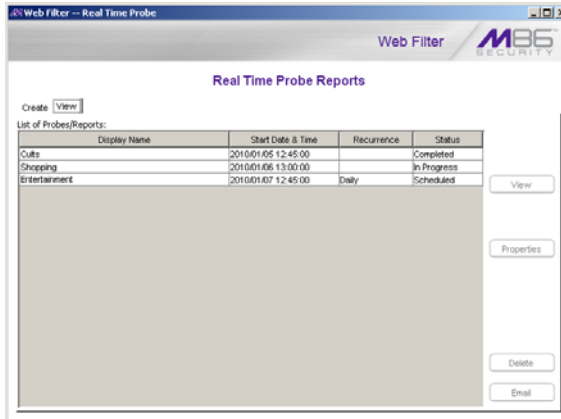 Web Filter -- Real Time Probe
Web Filter
M86
SECURITY
Real Time Probe Reports
Create View
List of Probes/Reports:
Display Name Start Date & Time Recurrence Status
Cults 2010/01/05 12:45:00 Completed
Shopping 2010/01/06 13:00:00 In Progress
Entertainment 2010/01/07 12:45:00 Daily Scheduled
View
Properties
Delete
Email